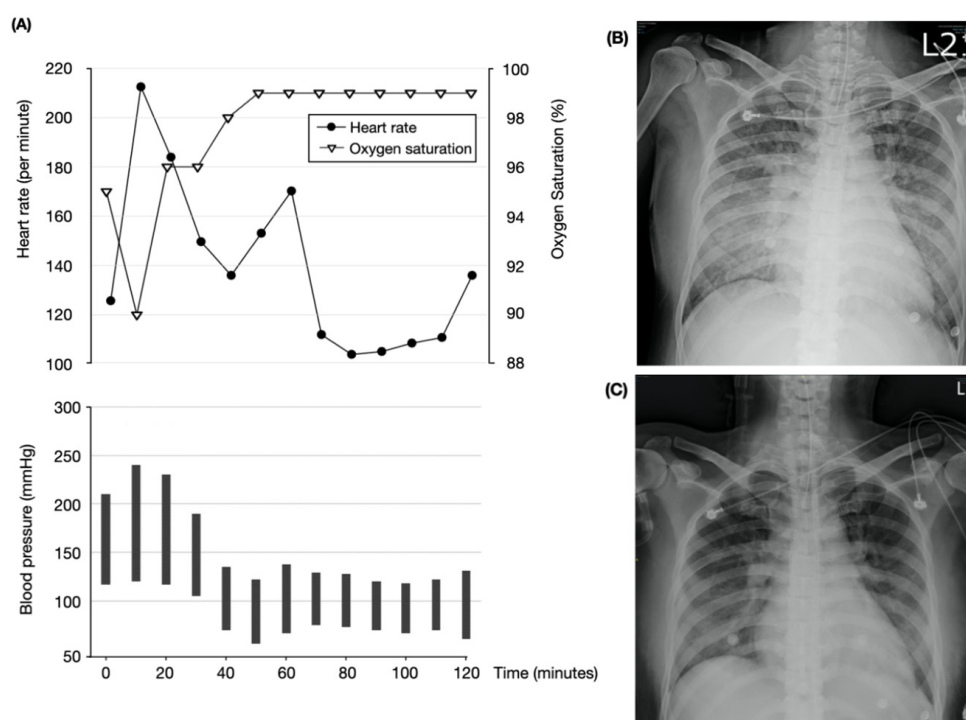 (A)
220
200
180
160
140
120
100
Heart rate (per minute)
100
98
96
94
92
90
88
Oxygen Saturation (%)
Heart rate
Oxygen saturation
300
250
200
150
100
50
Blood pressure (mmHg)
0 20 40 60 80 100 120 Time (minutes)
(B)
L21
(C)
L